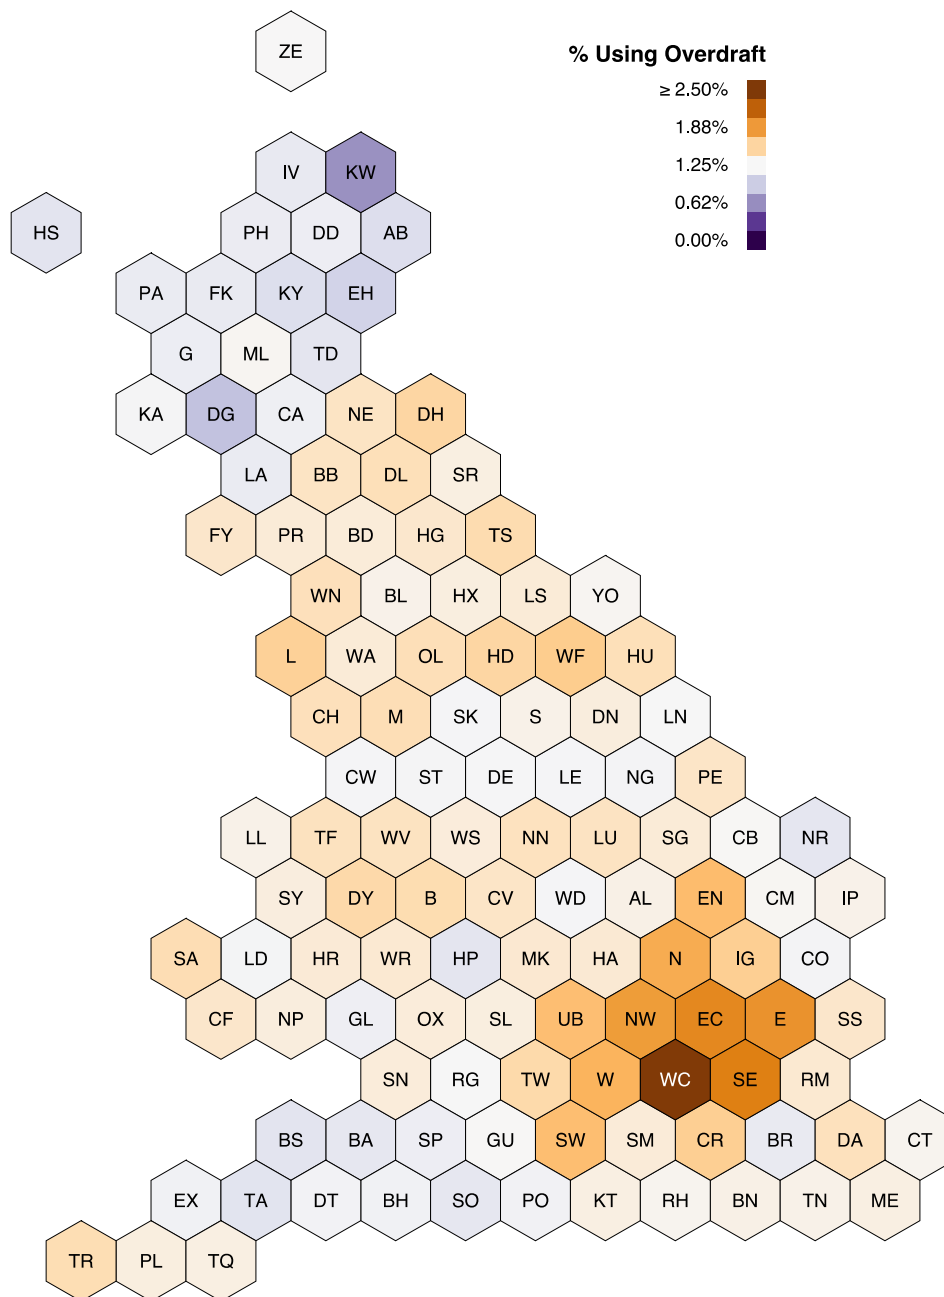 ZE
% Using Overdraft
≥ 2.50%
1.88%
1.25%
0.62%
0.00%
IV KW
HS PH DD AB
PA FK KY EH
G ML TD
KA DG CA NE DH
LA BB DL SR
FY PR BD HG TS
WN BL HX LS YO
L WA OL HD WF HU
CH M SK S DN LN
CW ST DE LE NG PE
LL TF WV WS NN LU SG CB NR
SY DY B CV WD AL EN CM IP
SA LD HR WR HP MK HA N IG CO
CF NP GL OX SL UB NW EC E SS
SN RG TW W WC SE RM
BS BA SP GU SW SM CR BR DA CT
EX TA DT BH SO PO KT RH BN TN ME
TR PL TQ